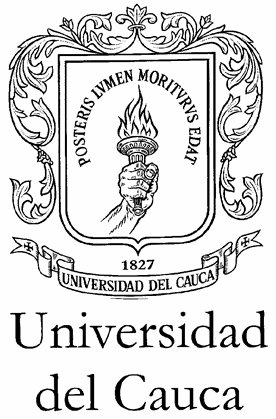 POSTERIS LVMEN MORITVRVS EDAT
1827
UNIVERSIDAD DEL CAUCA
Universidad
del Cauca